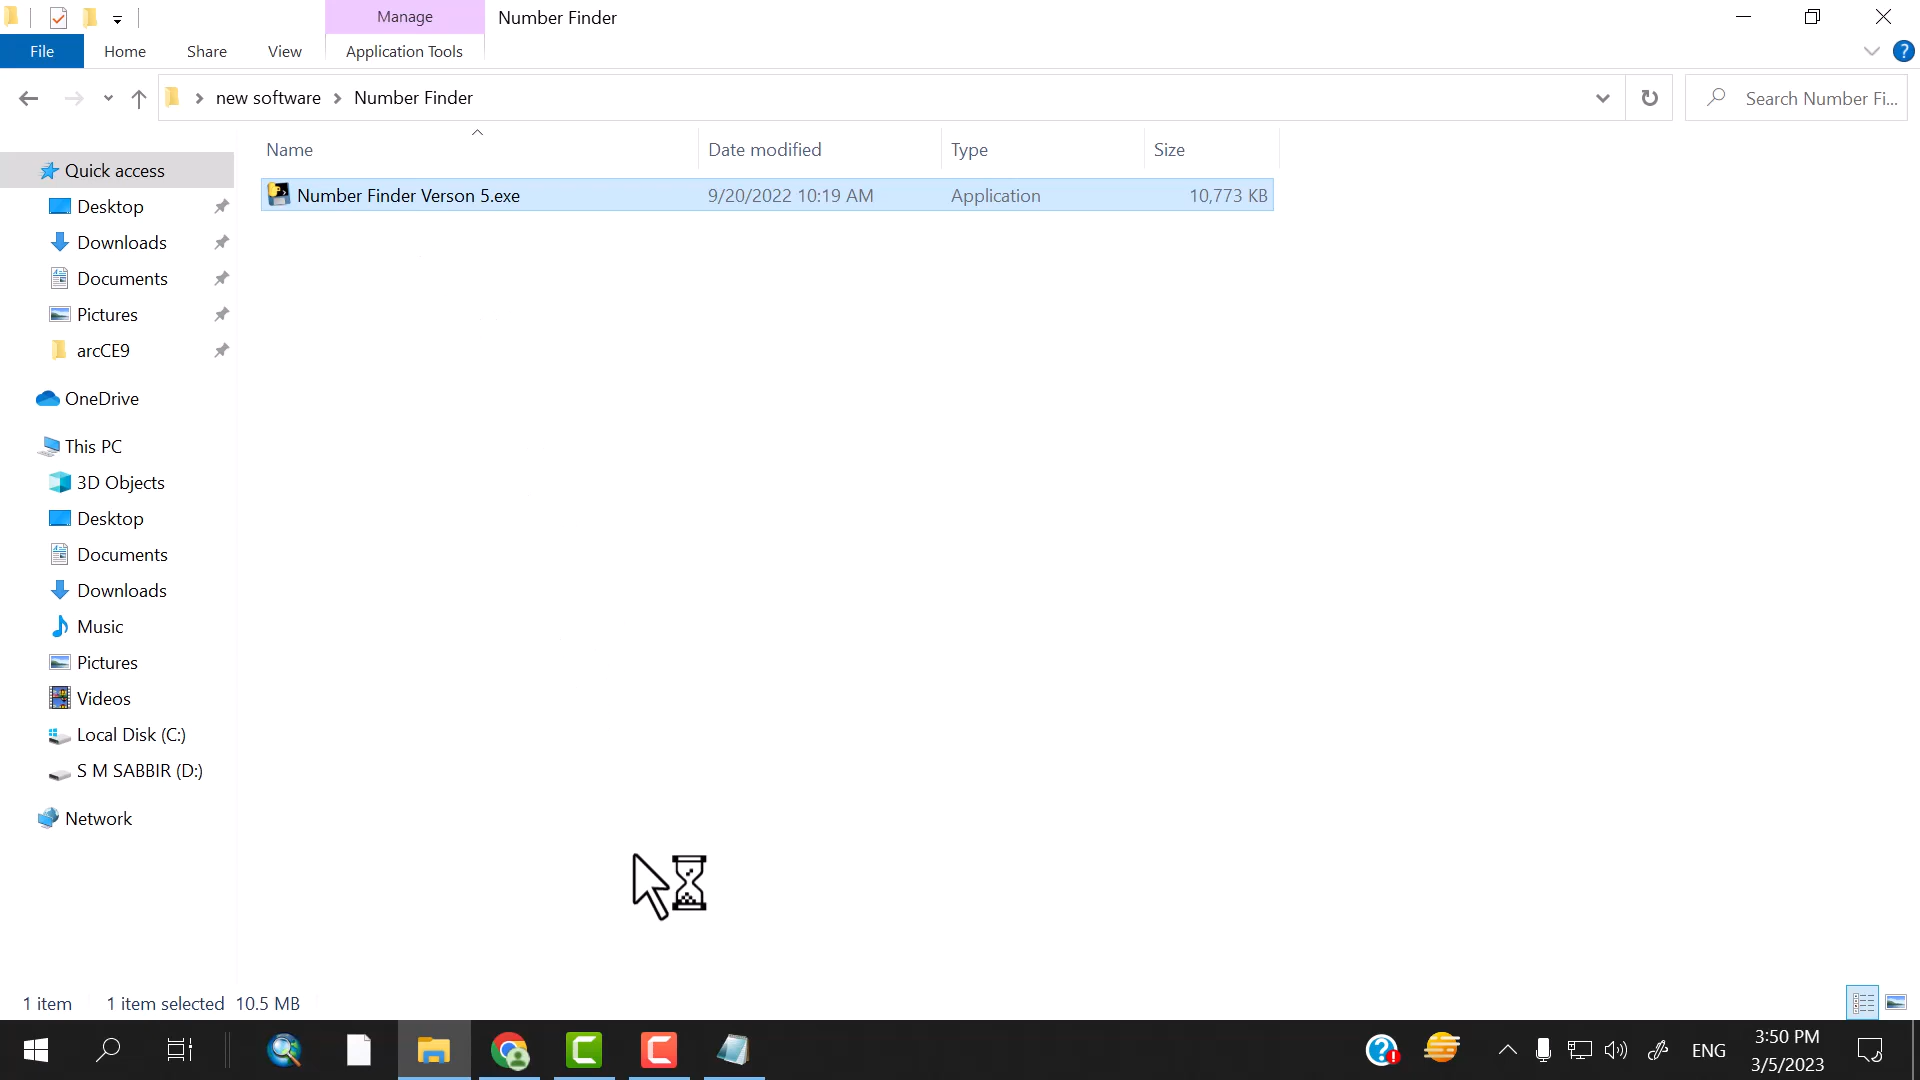 Manage
Number Finder
File
Home
Share
View
Application Tools
new software
Number Finder
Search Number Fi...
Name
Date modified
Type
Size
Number Finder Verson 5.exe
9/20/2022 10:19 AM
Application
10,773 KB
Quick access
Desktop
Downloads
Documents
Pictures
arcCE9
OneDrive
This PC
3D Objects
Desktop
Documents
Downloads
Music
Pictures
Videos
Local Disk (C:)
S M SABBIR (D:)
Network
1 item
1 item selected 10.5 MB
ENG
3:50 PM
3/5/2023